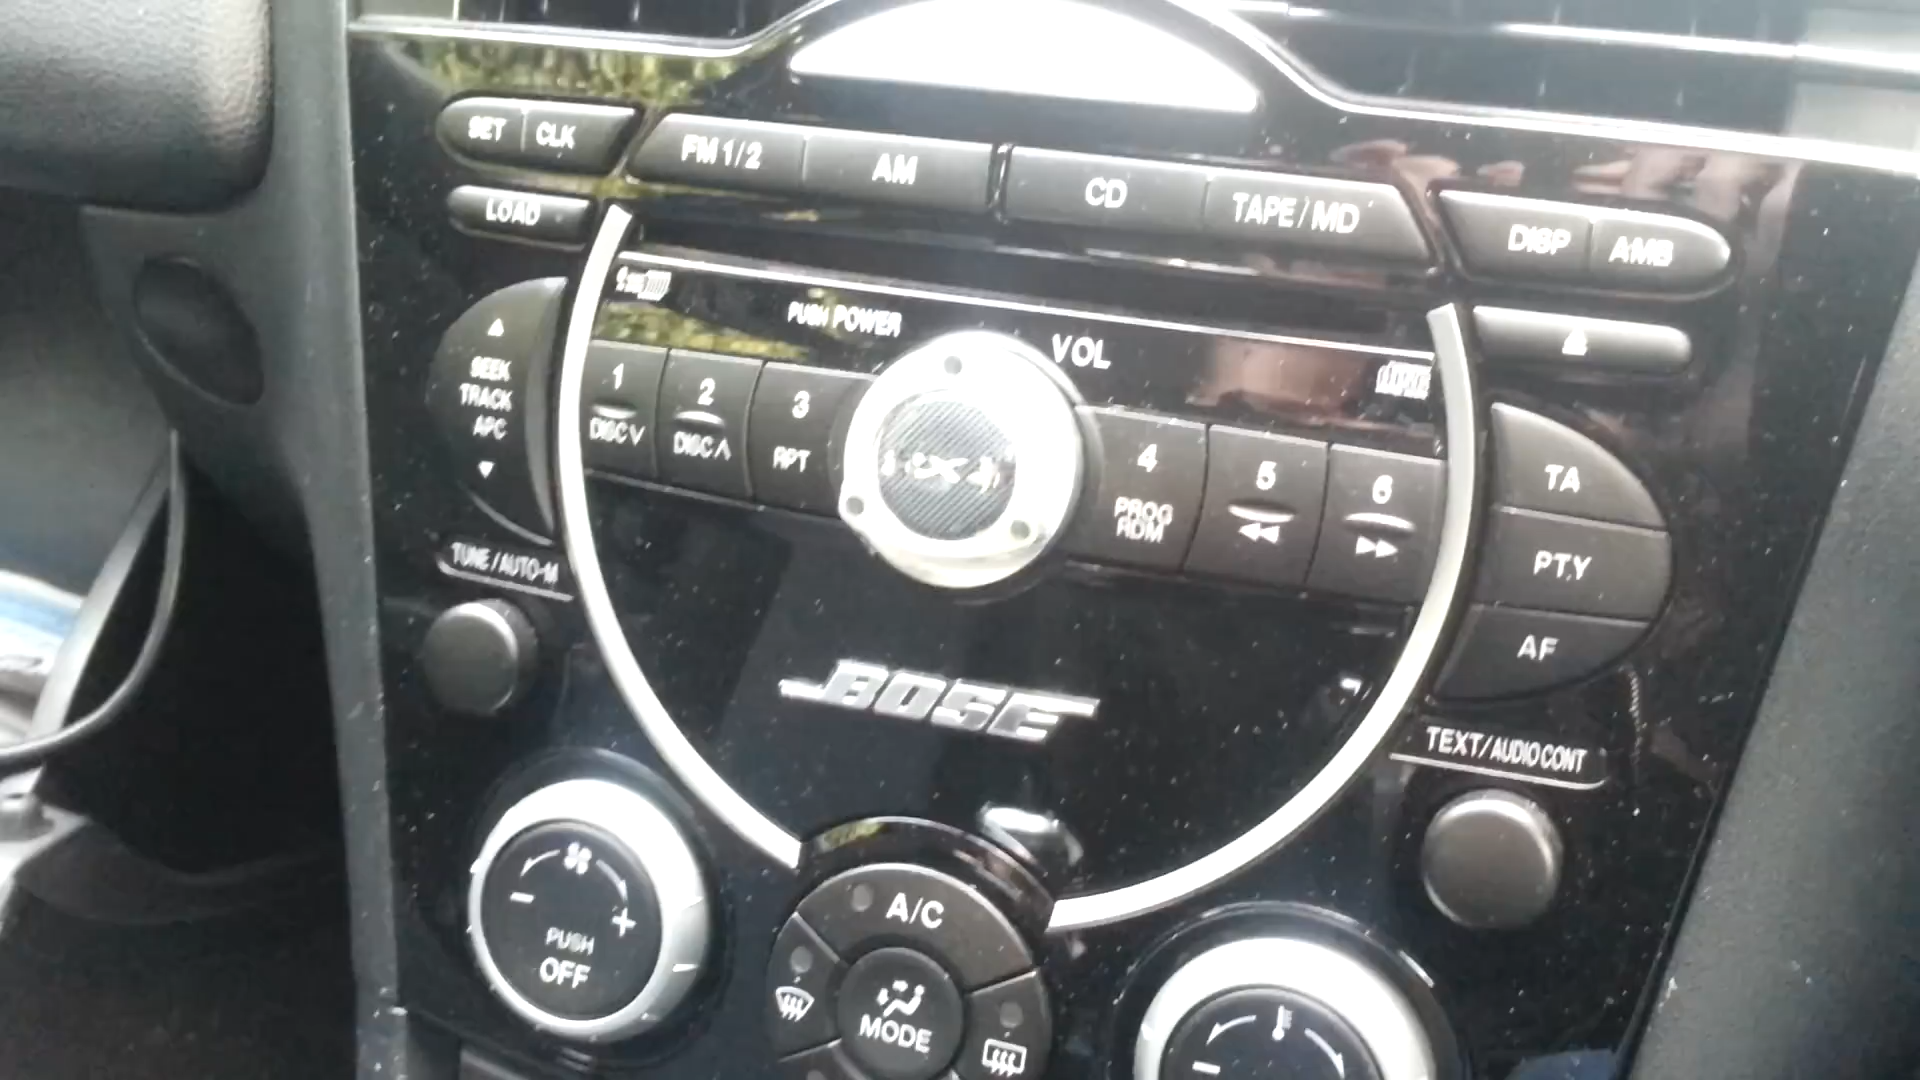 SET CLK
FM1/2 AM CD TAPE/MD
DISP AMB
LOAD
PUSH POWER
VOL
SEEK
TRACK
APC
1 2 3
DISC DISC RPT
4 5 6
PROG
RDM
TA
PTY
AF
TUNE/AUTO-M
BOSE
TEXT/AUDIO CONT
- +
PUSH
OFF
A/C
MODE
-